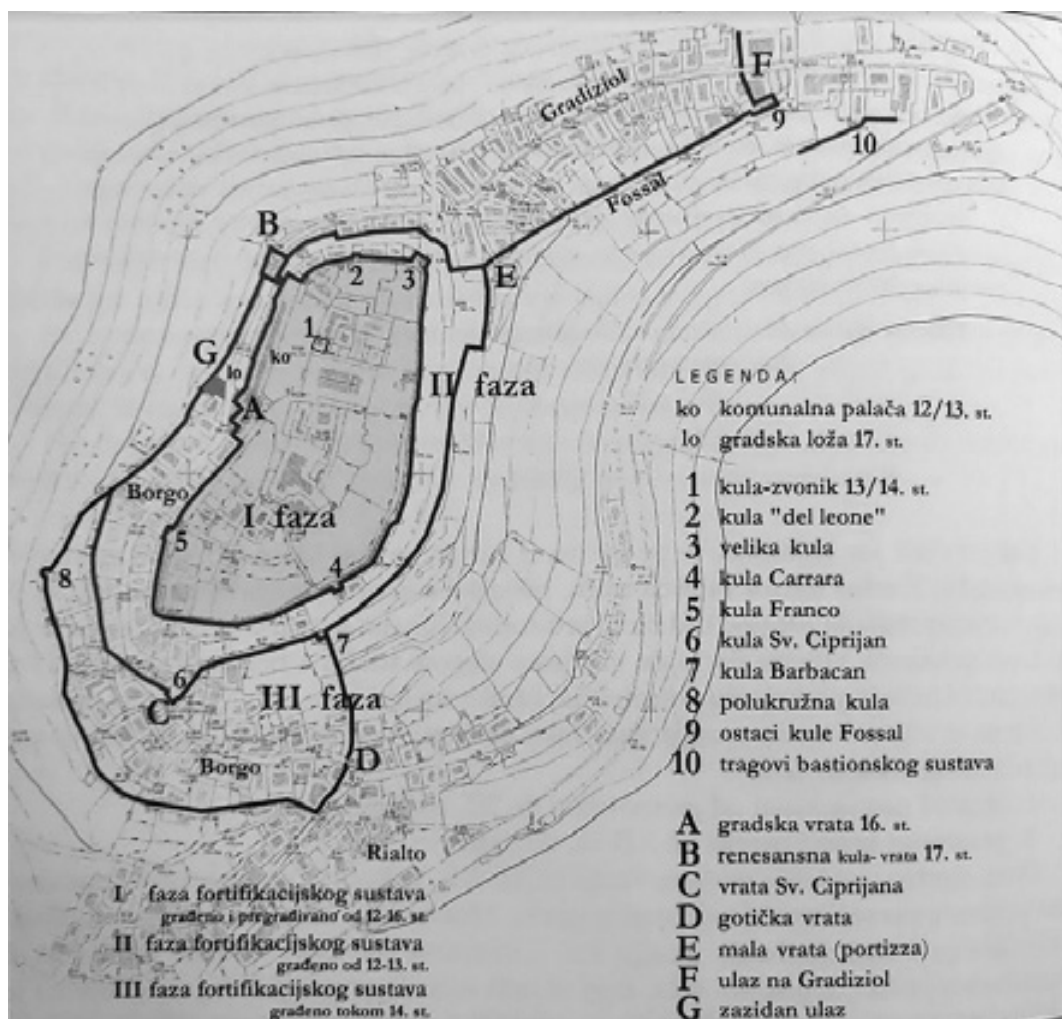 F
Gradiziol
9
10
Fossal
B
2
3
E
1
G
ko
lo
II faza
A
LEGENDA:
ko komunalna palača 12/13. st.
lo gradska loža 17. st.
Borgo
1 kula-zvonik 13/14. st.
I faza
2 kula "del leone"
5
3 velika kula
8
4
4 kula Carrara
5 kula Franco
6 kula Sv. Ciprijan
7
7 kula Barbacan
6
III faza
8 polukružna kula
C
9 ostaci kule Fossal
Borgo
D
10 tragovi bastionskog sustava
A gradska vrata 16. st.
Rialto
B renesansna kula-vrata 17. st.
I faza fortifikacijskog sustava
građeno i pregrađivano od 12-16. st.
C vrata Sv. Ciprijana
D gotička vrata
II faza fortifikacijskog sustava
građeno od 12-13. st.
E mala vrata (portizza)
F ulaz na Gradiziol
III faza fortifikacijskog sustava
građeno tokom 14. st.
G zazidan ulaz